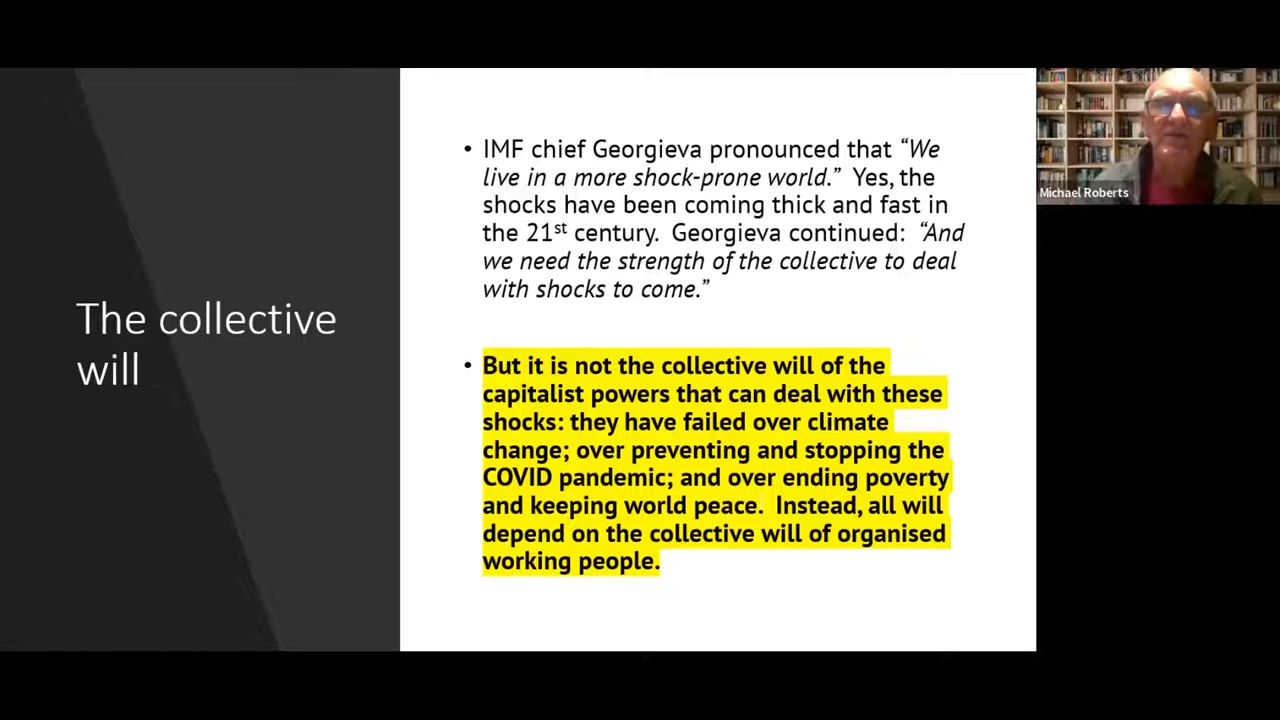 The collective
will
• IMF chief Georgieva pronounced that “We
live in a more shock-prone world.” Yes, the
shocks have been coming thick and fast in
the 21st century. Georgieva continued: “And
we need the strength of the collective to deal
with shocks to come.”
• But it is not the collective will of the
capitalist powers that can deal with these
shocks: they have failed over climate
change; over preventing and stopping the
COVID pandemic; and over ending poverty
and keeping world peace. Instead, all will
depend on the collective will of organised
working people.
Michael Roberts